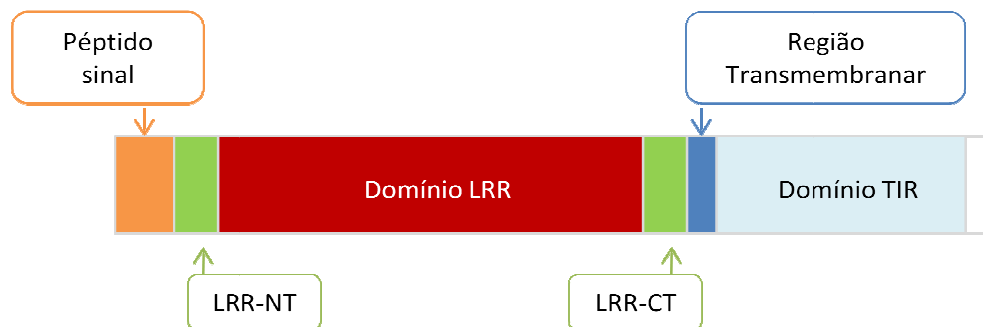 Péptido
sinal
Região
Transmembranar
Domínio LRR
Domínio TIR
LRR-NT
LRR-CT